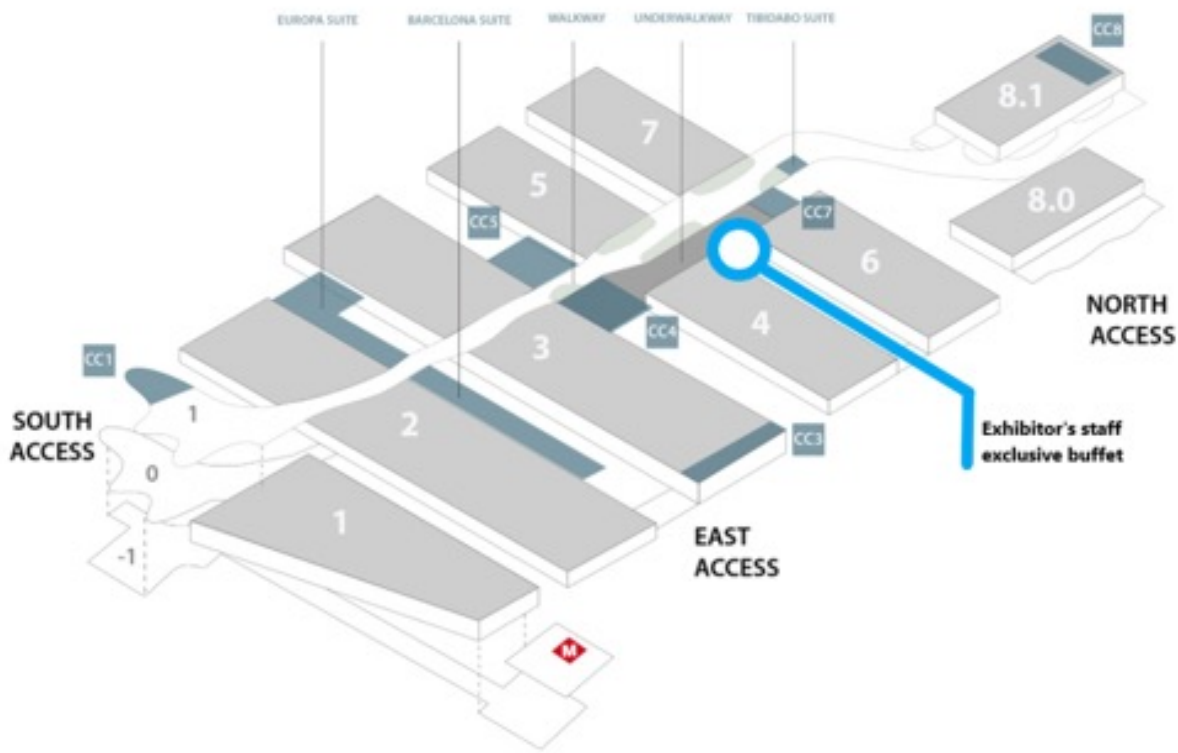 EUROPA SUITE
BARCELONA SUITE
WALKWAY
UNDERWALKWAY
TIBIDABO SUITE
CC8
8.1
7
5
8.0
CC5
CC7
6
NORTH
ACCESS
4
CC4
3
CC1
SOUTH
ACCESS
1
2
CC3
Exhibitor's staff
exclusive buffet
0
1
-1
EAST
ACCESS
M